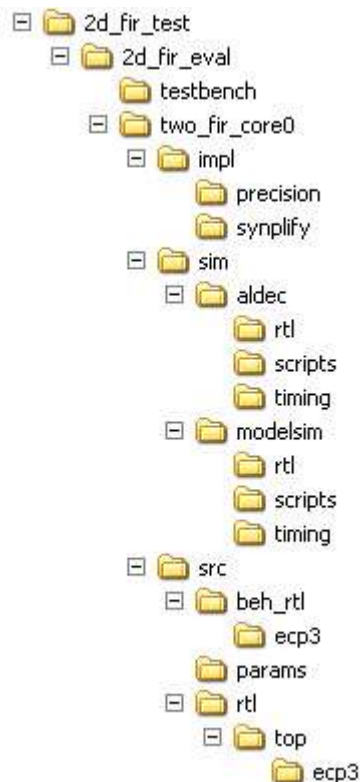 2d_fir_test
2d_fir_eval
testbench
two_fir_core0
impl
precision
synplify
sim
aldec
rtl
scripts
timing
modelsim
rtl
scripts
timing
src
beh_rtl
ecp3
params
rtl
top
ecp3